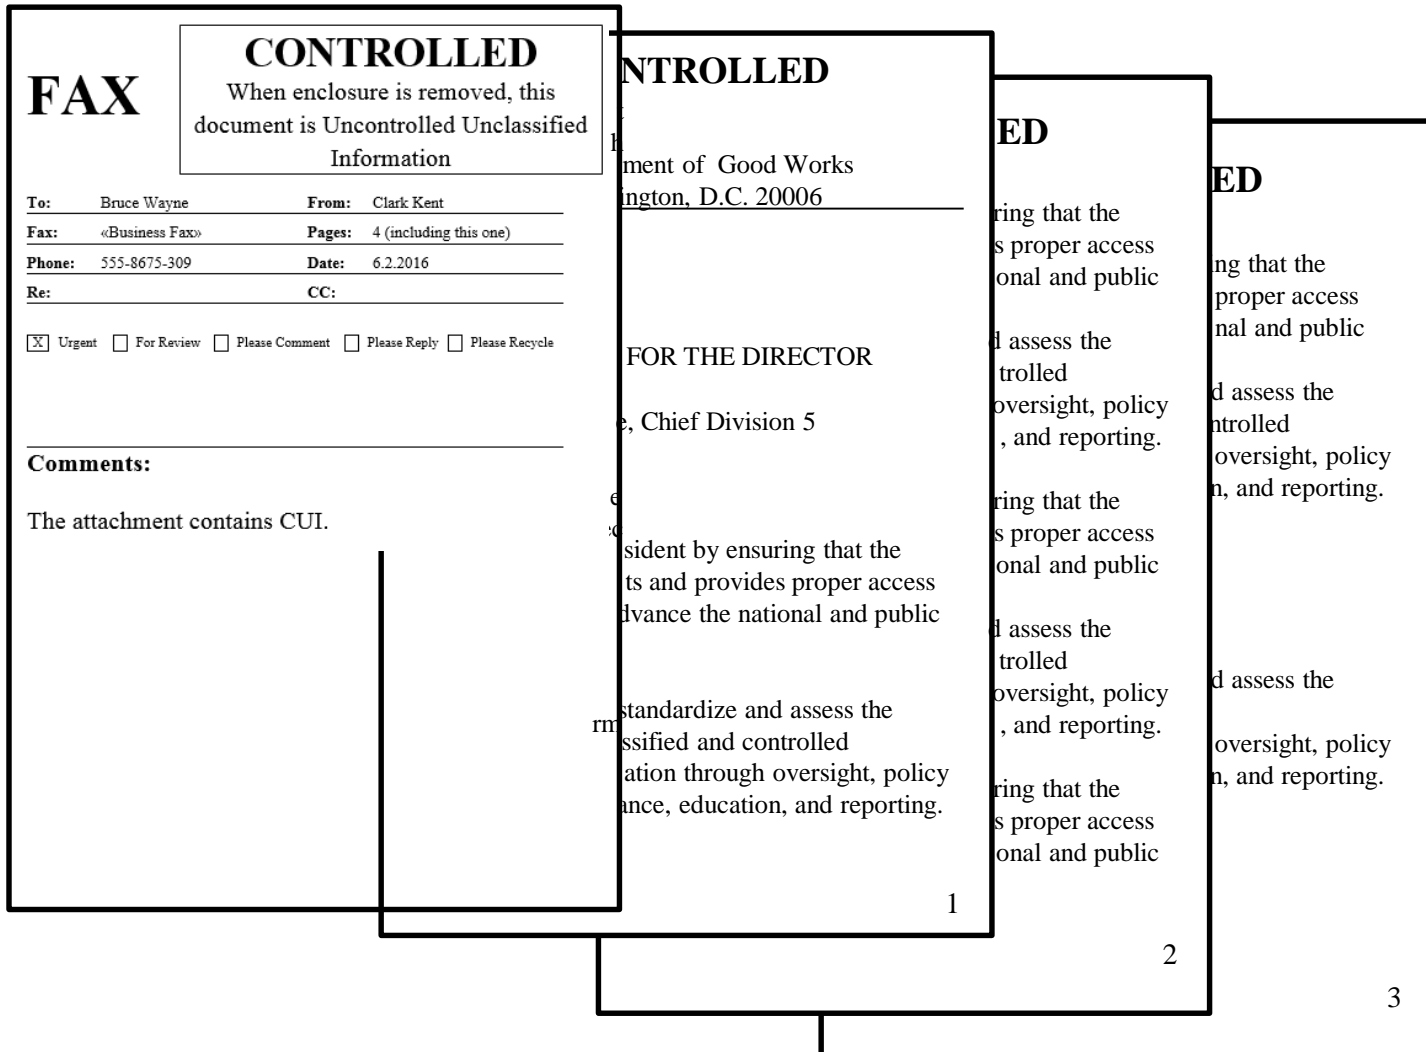 FAX
CONTROLLED
When enclosure is removed, this
document is Uncontrolled Unclassified
Information
To: Bruce Wayne From: Clark Kent
Fax: «Business Fax» Pages: 4 (including this one)
Phone: 555-8675-309 Date: 6.2.2016
Re: CC:
X Urgent For Review Please Comment Please Reply Please Recycle
Comments:
The attachment contains CUI.
NTROLLED
ment of Good Works
ington, D.C. 20006
FOR THE DIRECTOR
e, Chief Division 5
sident by ensuring that the
ts and provides proper access
dvance the national and public
standardize and assess the
ssified and controlled
ation through oversight, policy
ance, education, and reporting.
1
ED
ring that the
s proper access
onal and public
d assess the
trolled
oversight, policy
, and reporting.
ring that the
s proper access
onal and public
d assess the
trolled
oversight, policy
, and reporting.
ring that the
s proper access
onal and public
2
ED
ng that the
proper access
nal and public
d assess the
ntrolled
oversight, policy
n, and reporting.
d assess the
oversight, policy
n, and reporting.
3